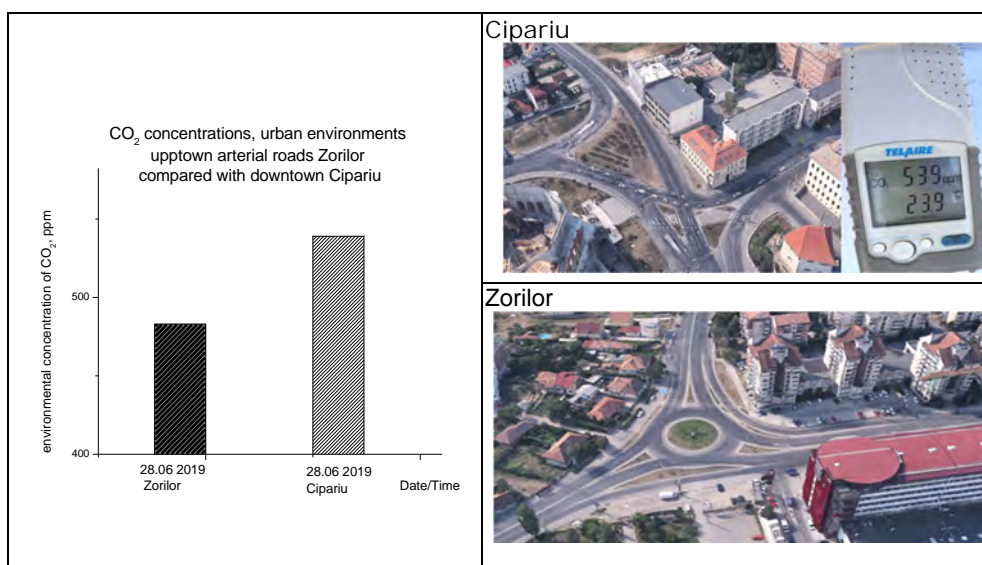 CO2 concentrations, urban environments
upptown arterial roads Zorilor
compared with downtown Cipariu
environmental concentration of CO2, ppm
500
400
28.06 2019
Zorilor
28.06 2019
Cipariu
Date/Time
Cipariu
TELAIRE
CO2 539 ppm
23.9 °C
Zorilor